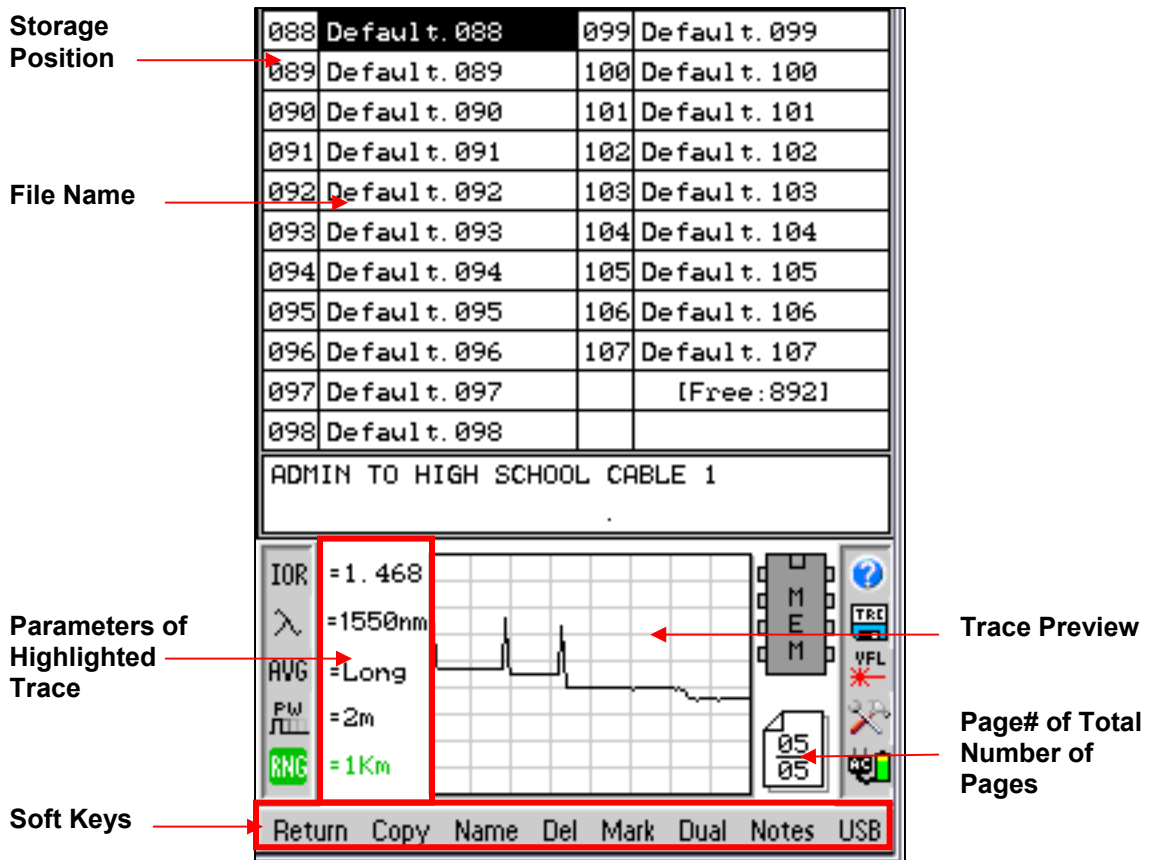 Storage
Position
File Name
Parameters of
Highlighted
Trace
Soft Keys
088 Default.088 099 Default.099
089 Default.089 100 Default.100
090 Default.090 101 Default.101
091 Default.091 102 Default.102
092 Default.092 103 Default.103
093 Default.093 104 Default.104
094 Default.094 105 Default.105
095 Default.095 106 Default.106
096 Default.096 107 Default.107
097 Default.097 [Free:892]
098 Default.098
ADMIN TO HIGH SCHOOL CABLE 1
.
IOR =1.468
λ =1550nm
AVG =Long
PW =2m
RNG =1Km
MEM
05
05
?
TRC
VFL
AC
Return Copy Name Del Mark Dual Notes USB
Trace Preview
Page# of Total
Number of
Pages